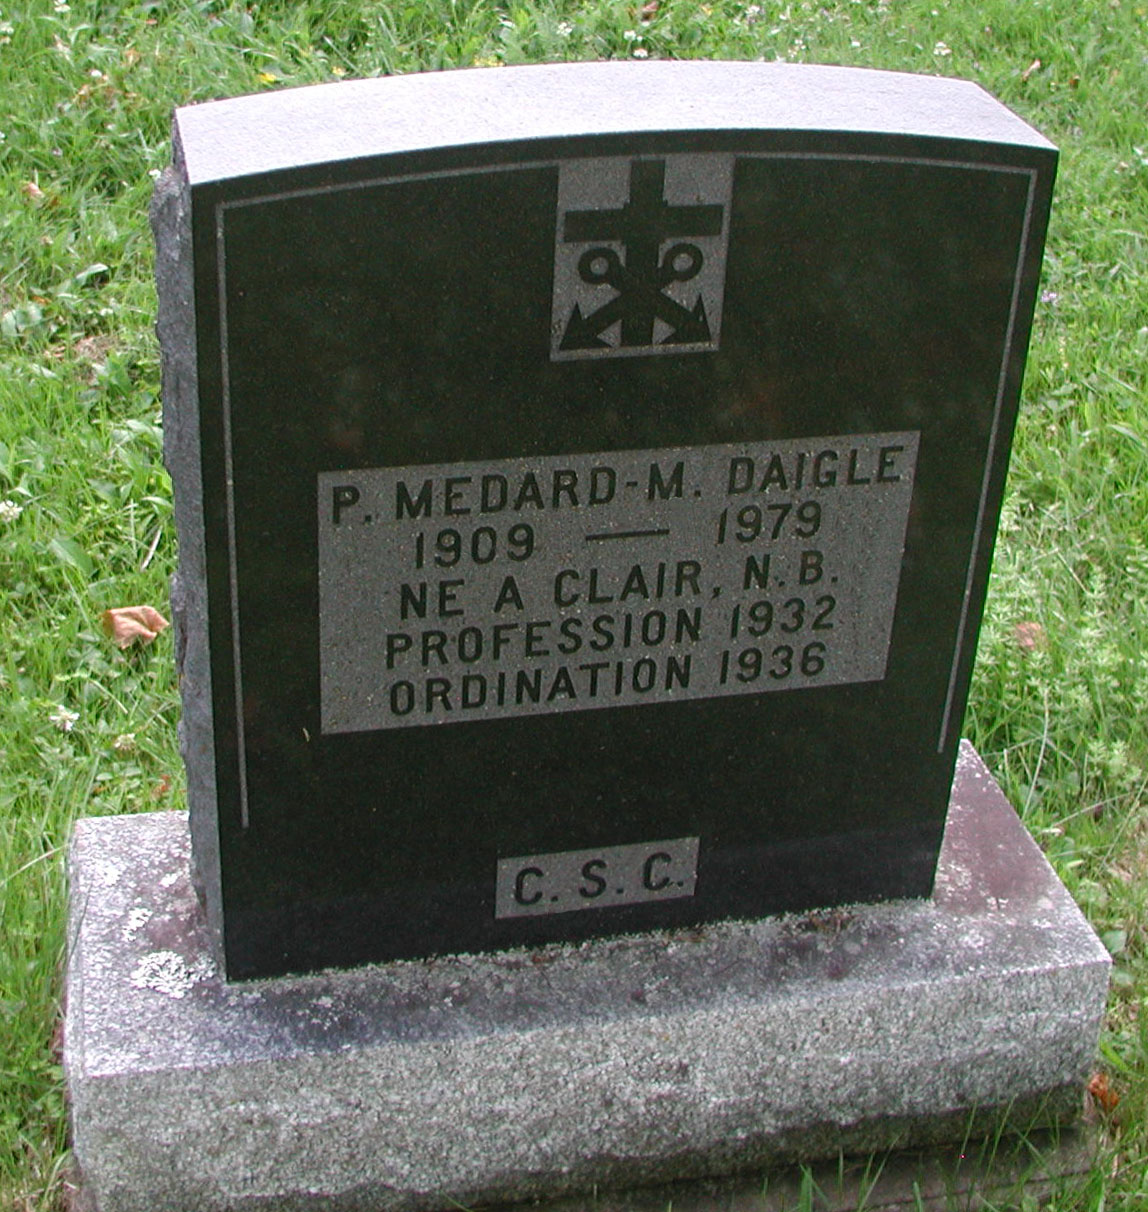 P. MEDARD-M. DAIGLE
1909 — 1979
NE A CLAIR, N.B.
PROFESSION 1932
ORDINATION 1936
C. S. C.